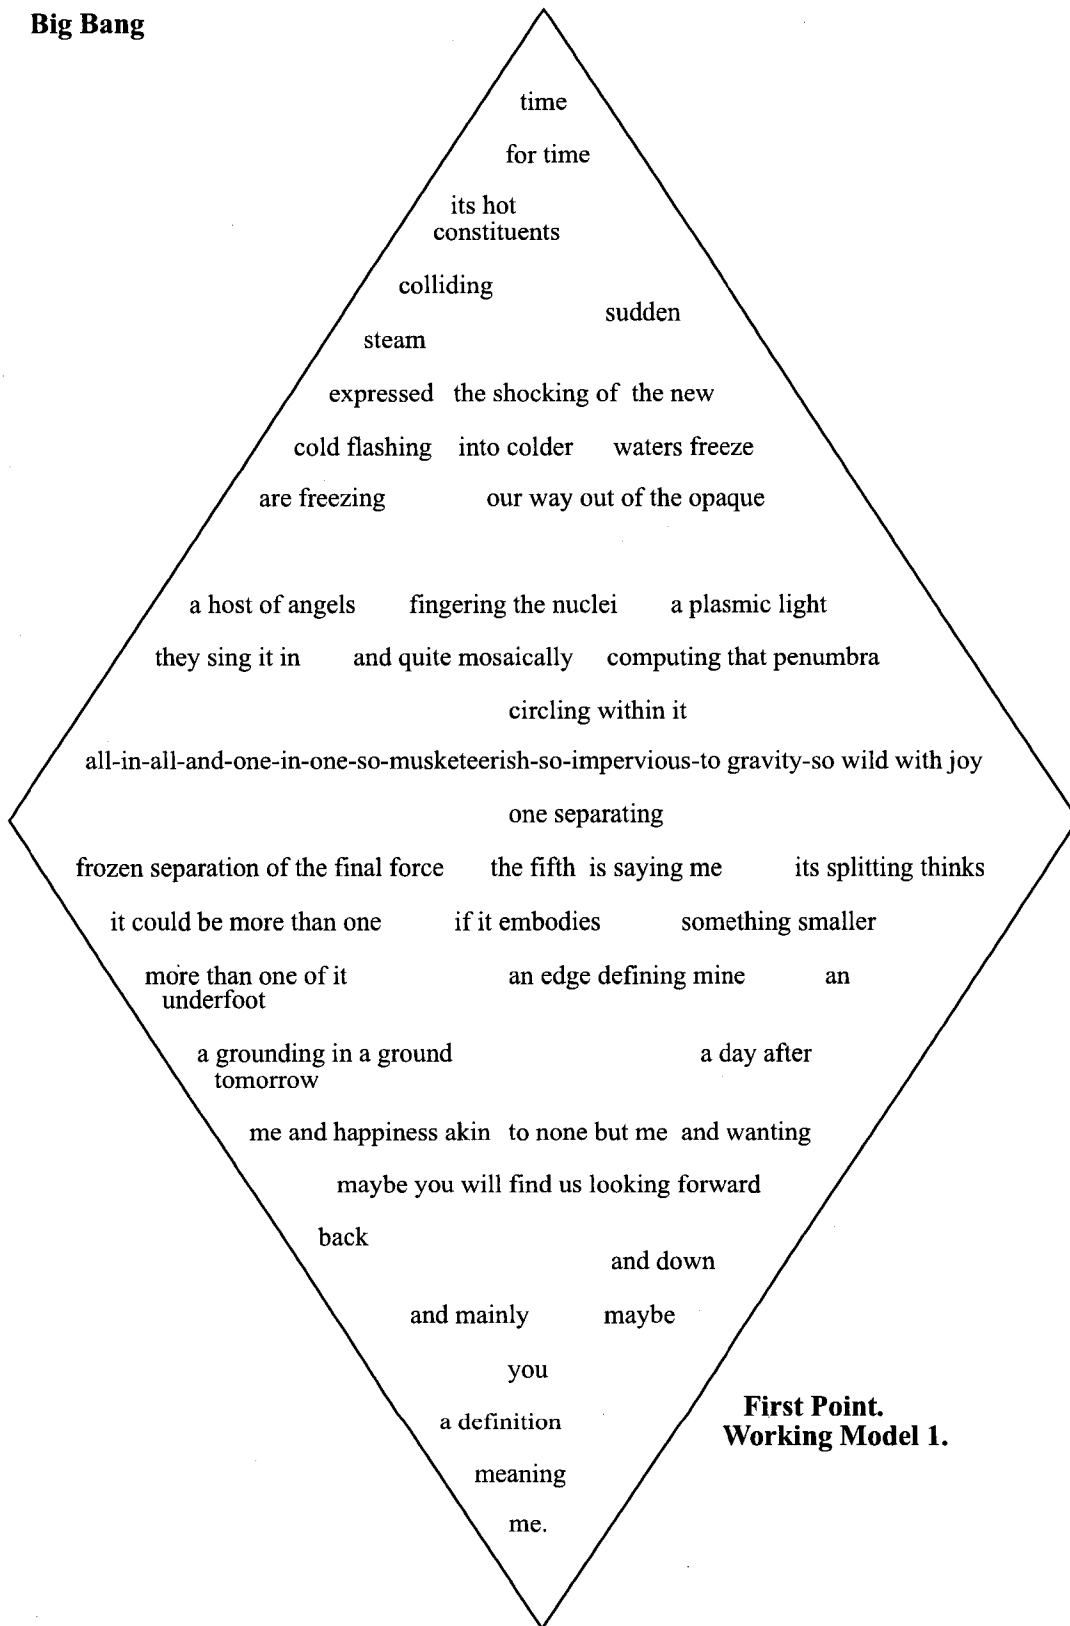 Big Bang
time
for time
its hot
constituents
colliding
sudden
steam
expressed the shocking of the new
cold flashing into colder waters freeze
are freezing our way out of the opaque
a host of angels fingering the nuclei a plasmic light
they sing it in and quite mosaically computing that penumbra
circling within it
all-in-all-and-one-in-one-so-musketeerish-so-impervious-to gravity-so wild with joy
one separating
frozen separation of the final force the fifth is saying me its splitting thinks
it could be more than one if it embodies something smaller
more than one of it an edge defining mine an
underfoot
a grounding in a ground a day after
tomorrow
me and happiness akin to none but me and wanting
maybe you will find us looking forward
back
and down
and mainly maybe
you
a definition
meaning
me.
First Point.
Working Model 1.